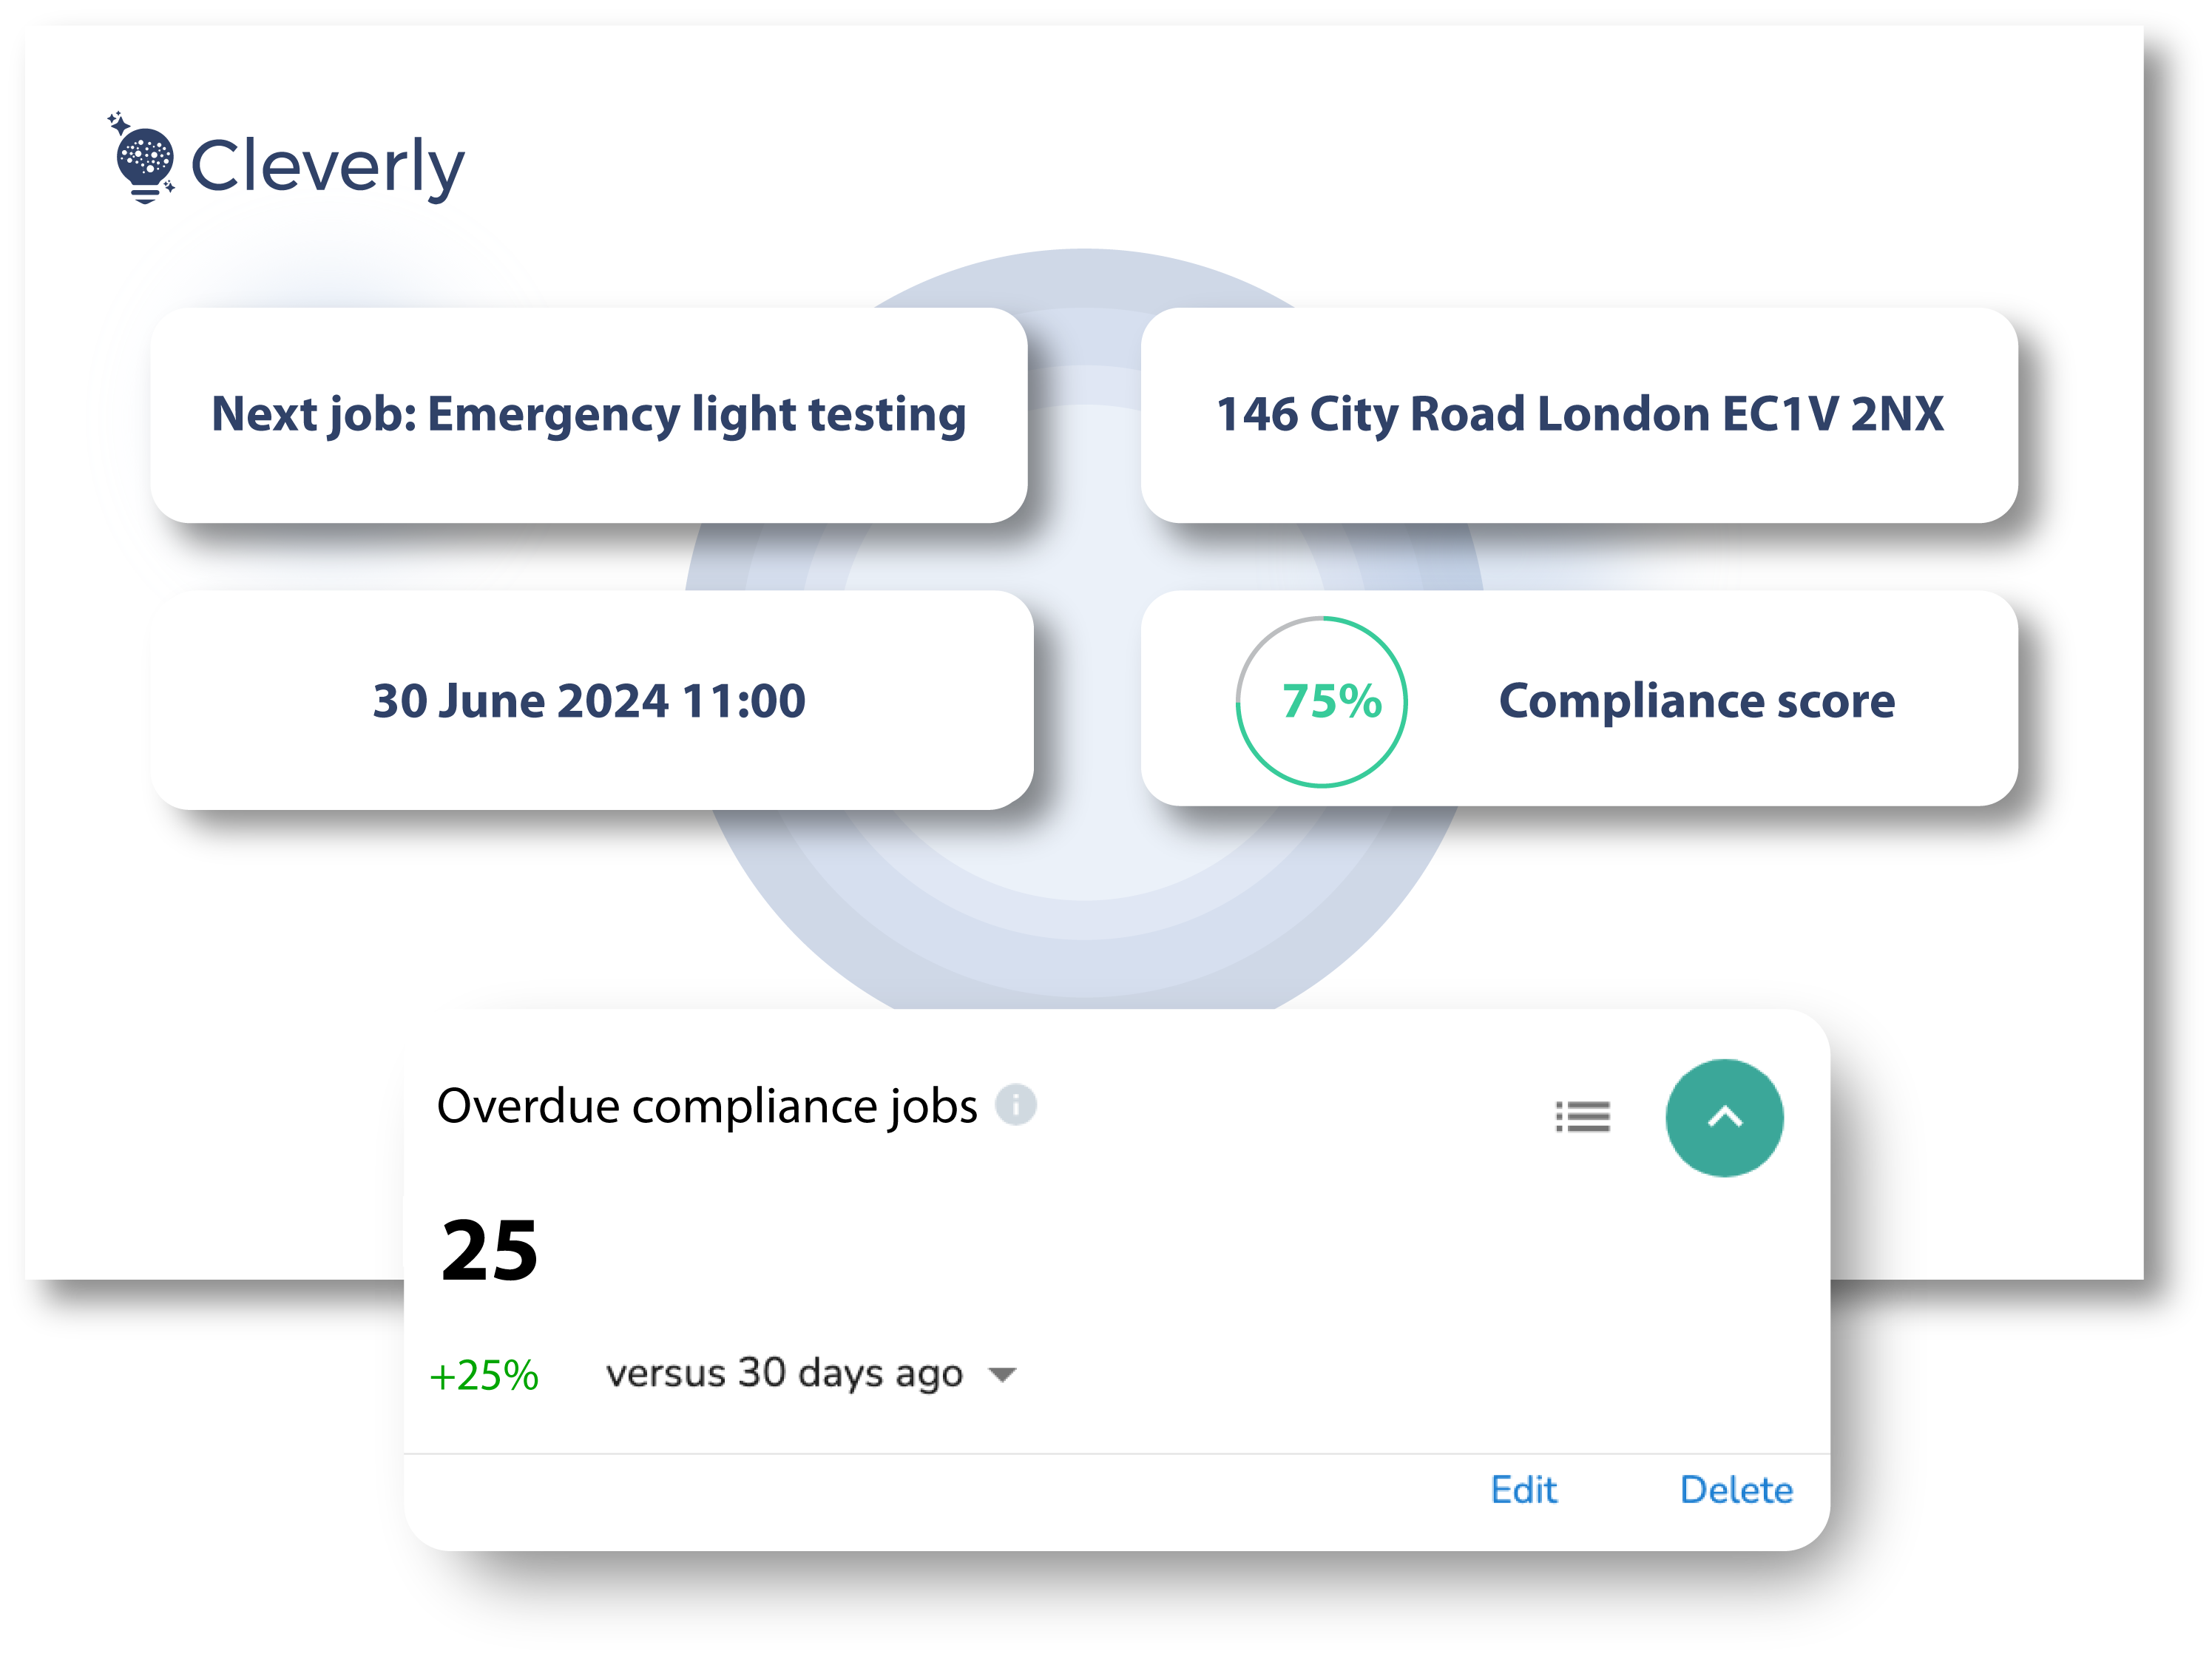 Cleverly
Next job: Emergency light testing
146 City Road London EC1V 2NX
30 June 2024 11:00
75%
Compliance score
Overdue compliance jobs
25
+25%
versus 30 days ago
Edit
Delete